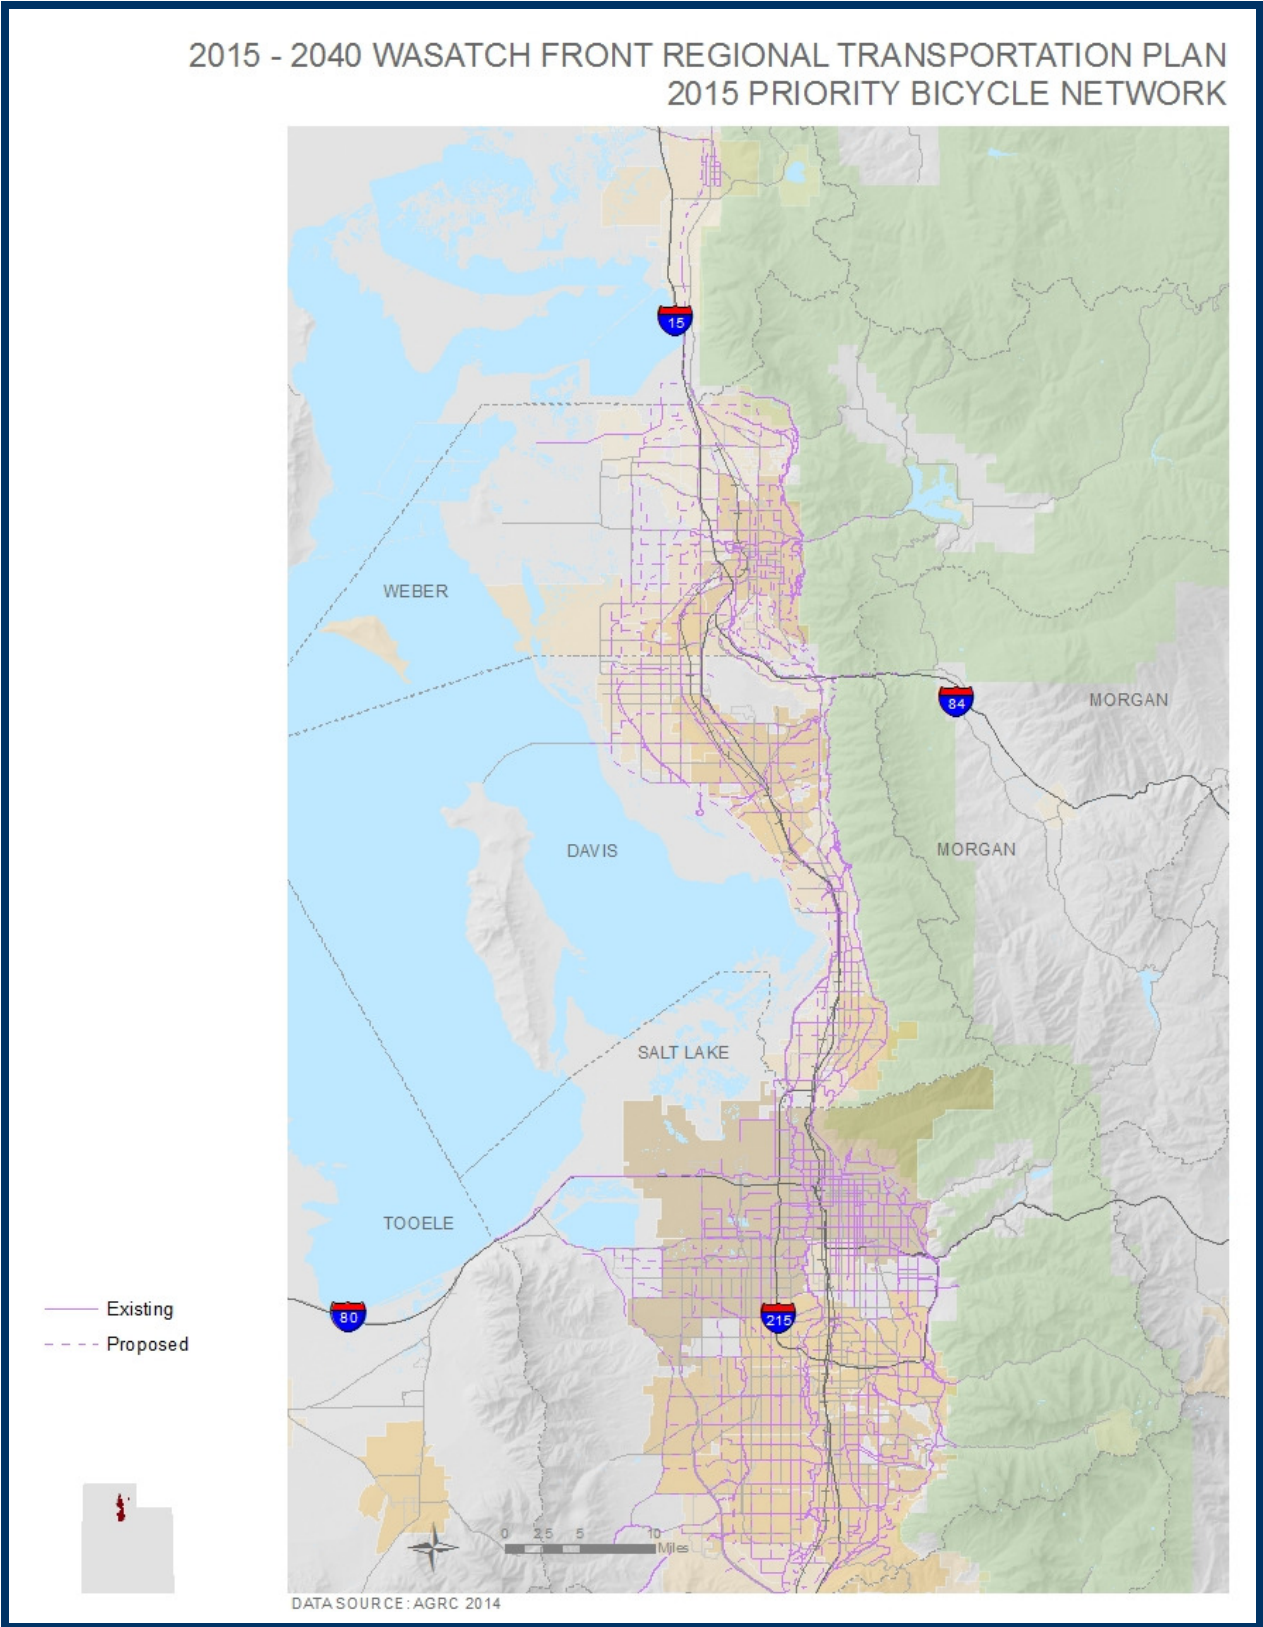 2015 - 2040 WASATCH FRONT REGIONAL TRANSPORTATION PLAN
2015 PRIORITY BICYCLE NETWORK
15
WEBER
84
MORGAN
DAVIS
MORGAN
SALT LAKE
TOOELE
80
215
Existing
Proposed
0 2.5 5 10
Miles
DATA SOURCE: AGRC 2014